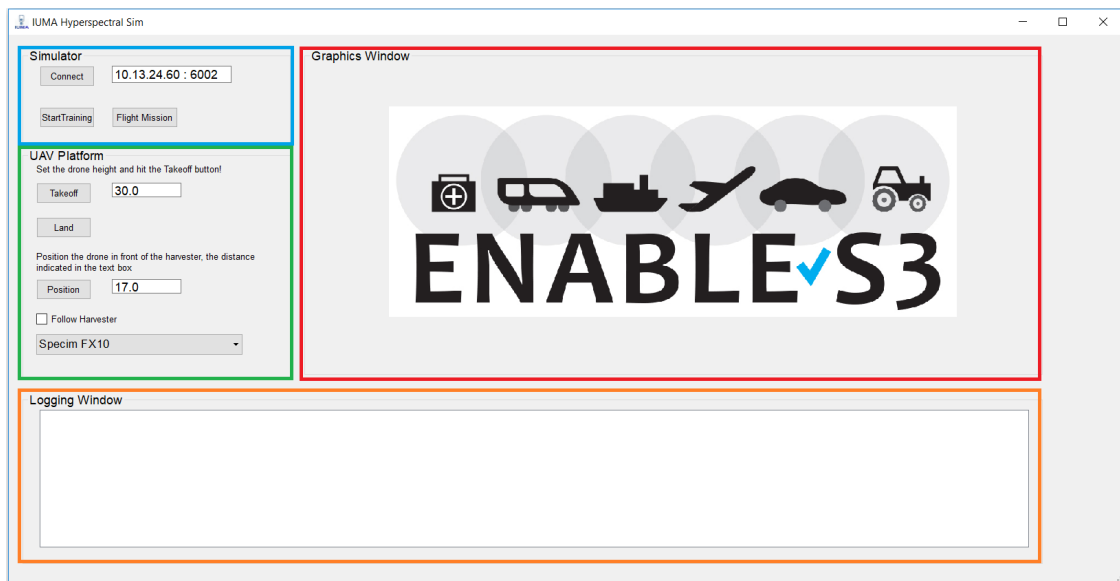 IUMA Hyperspectral Sim
Simulator
Connect
10.13.24.60 : 6002
StartTraining
Flight Mission
UAV Platform
Set the drone height and hit the Takeoff button!
Takeoff
30.0
Land
Position the drone in front of the harvester, the distance
indicated in the text box
Position
17.0
Follow Harvester
Specim FX10
Graphics Window
ENABLE S3
Logging Window